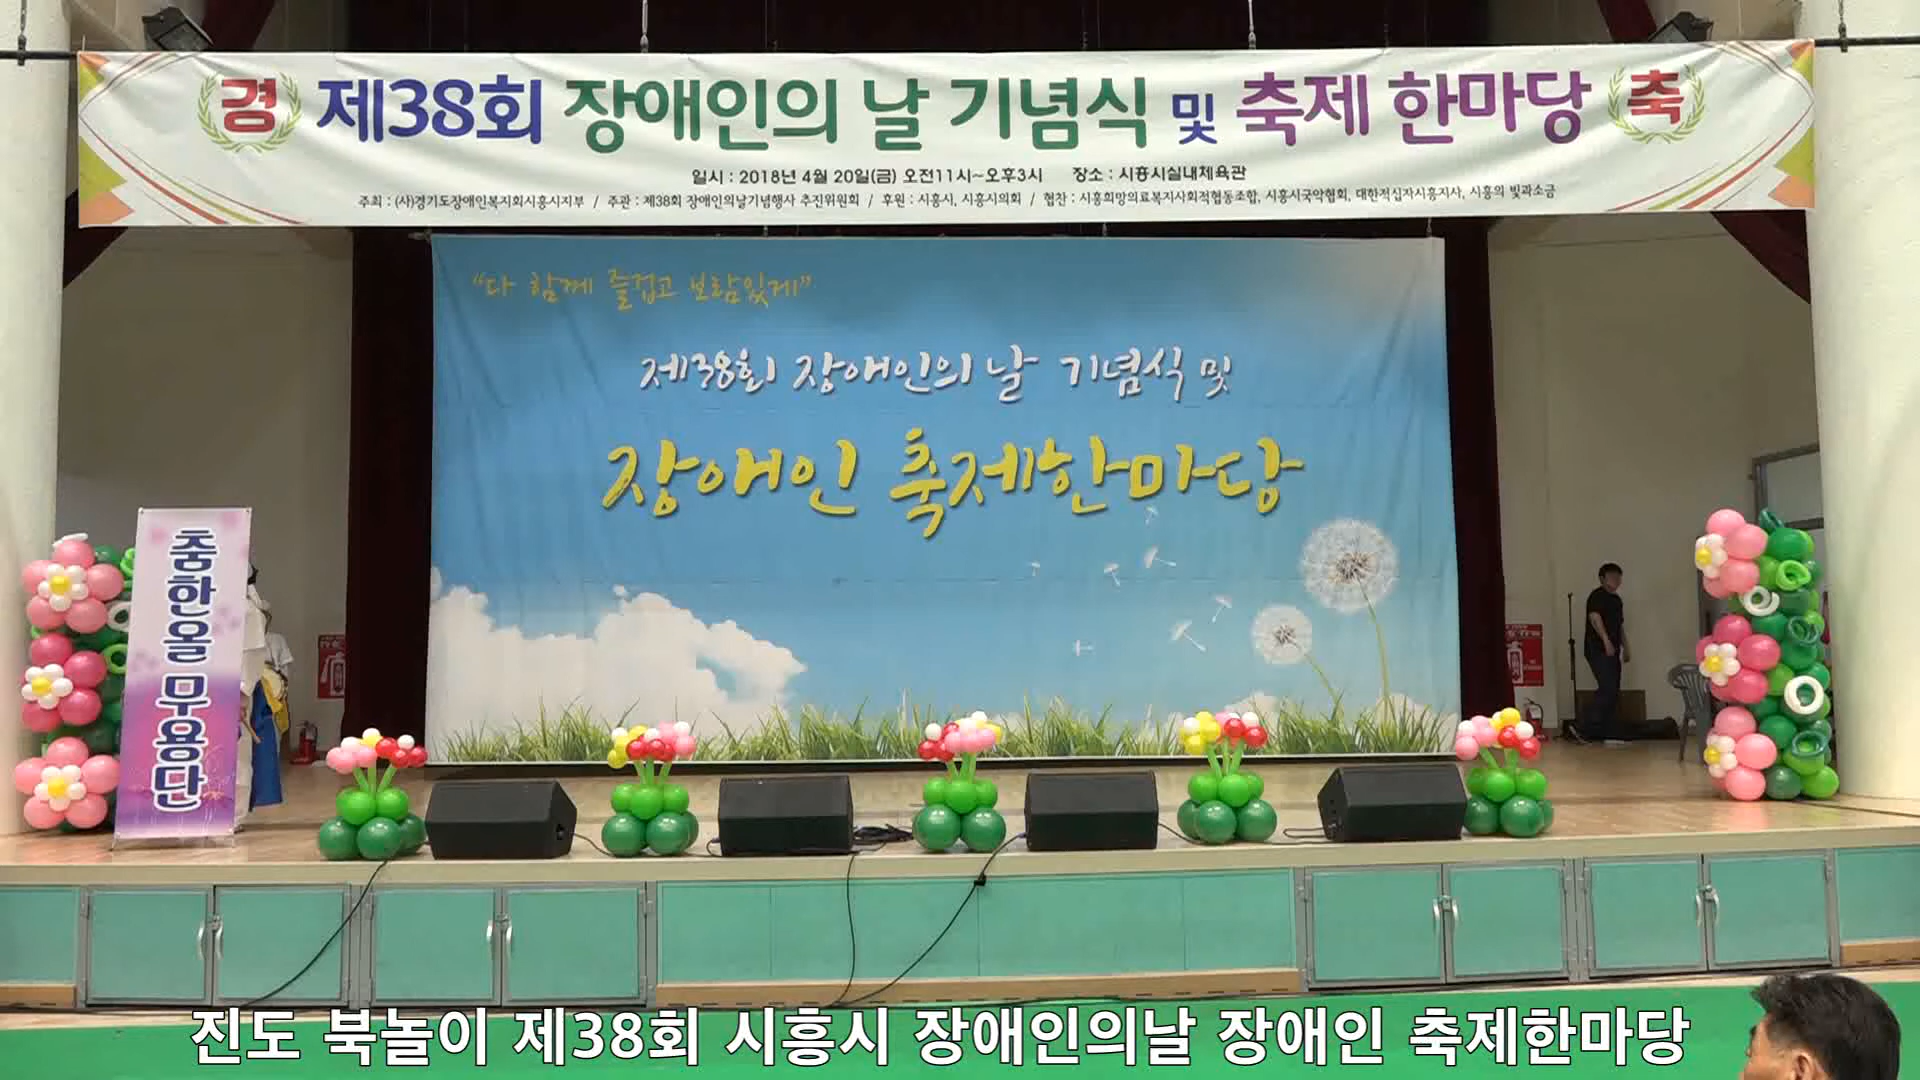 경 제38회 장애인의 날 기념식 및 축제 한마당 축
일시 : 2018년 4월 20일(금) 오전11시~오후3시 장소 : 시흥시실내체육관
주최 : (사)경기도장애인복지회시흥시지부 / 주관 : 제38회 장애인의날기념행사 추진위원회 / 후원 : 시흥시, 시흥시의회 / 협찬 : 시흥희망의료복지사회적협동조합, 시흥시국악협회, 대한적십자시흥지사, 시흥의 빛과소금
“다 함께 즐겁고 보람있게”
제38회 장애인의 날 기념식 및
장애인 축제한마당
춤한올 무용단
진도 북놀이 제38회 시흥시 장애인의날 장애인 축제한마당